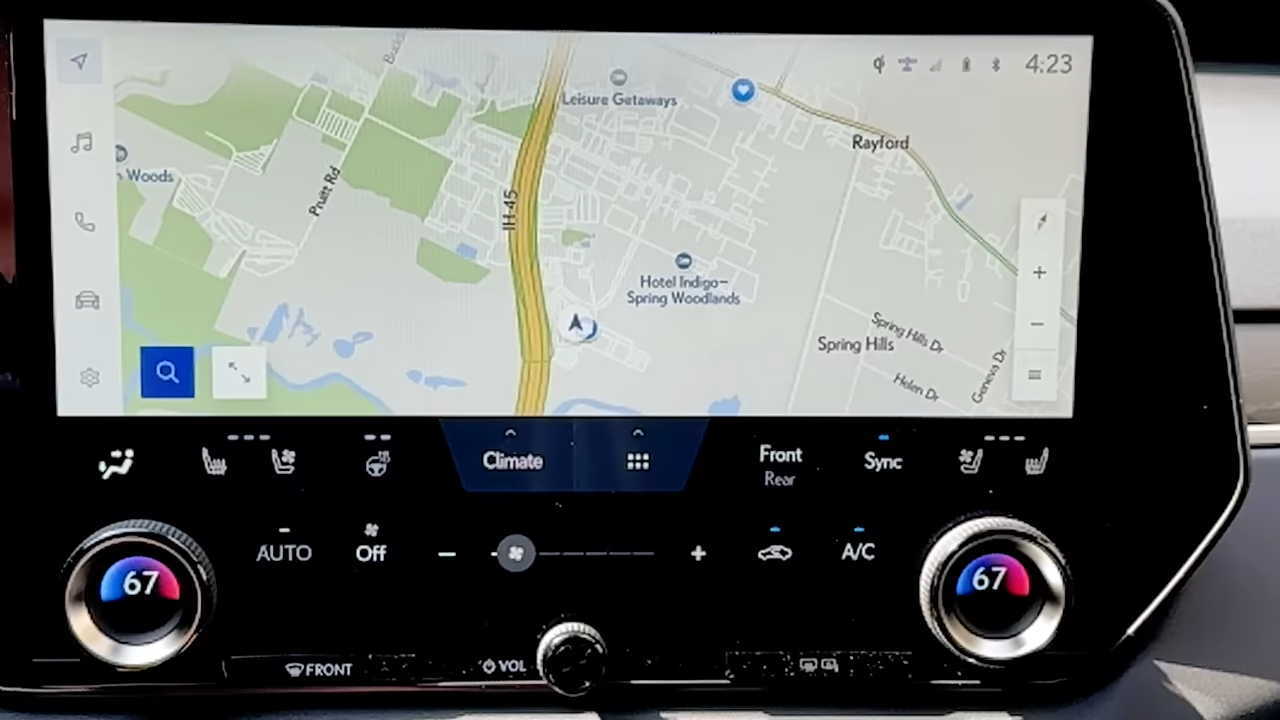 4:23
Leisure Getaways
Rayford
Woods
Pruitt Rd
IH-45
Hotel Indigo-
Spring Woodlands
Spring Hills Dr
Spring Hills
Helen Dr
Geneva Dr
Climate
Front
Rear
Sync
AUTO
Off
A/C
67
67
FRONT
VOL